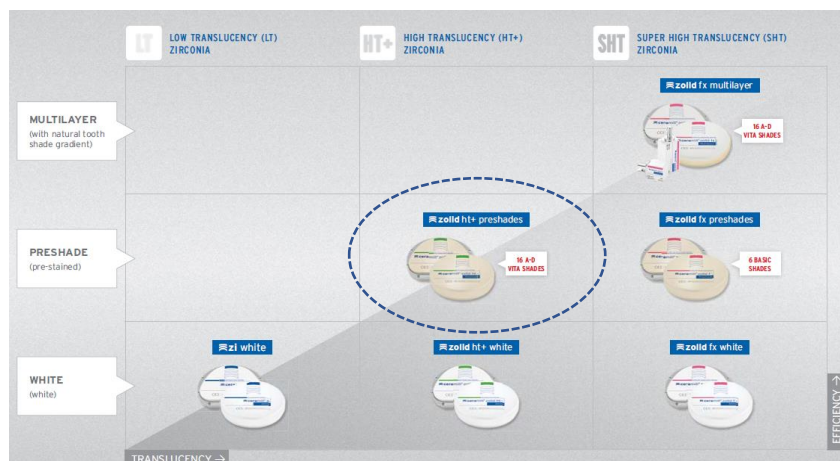 LT
LOW TRANSLUCENCY (LT)
ZIRCONIA
HT+
HIGH TRANSLUCENCY (HT+)
ZIRCONIA
SHT
SUPER HIGH TRANSLUCENCY (SHT)
ZIRCONIA
MULTILAYER
(with natural tooth
shade gradient)
zolid fx multilayer
16 A-D
VITA SHADES
PRESHADE
(pre-stained)
zolid ht+ preshades
16 A-D
VITA SHADES
zolid fx preshades
6 BASIC
SHADES
WHITE
(white)
zi white
zolid ht+ white
zolid fx white
EFFICIENCY →
TRANSLUCENCY →